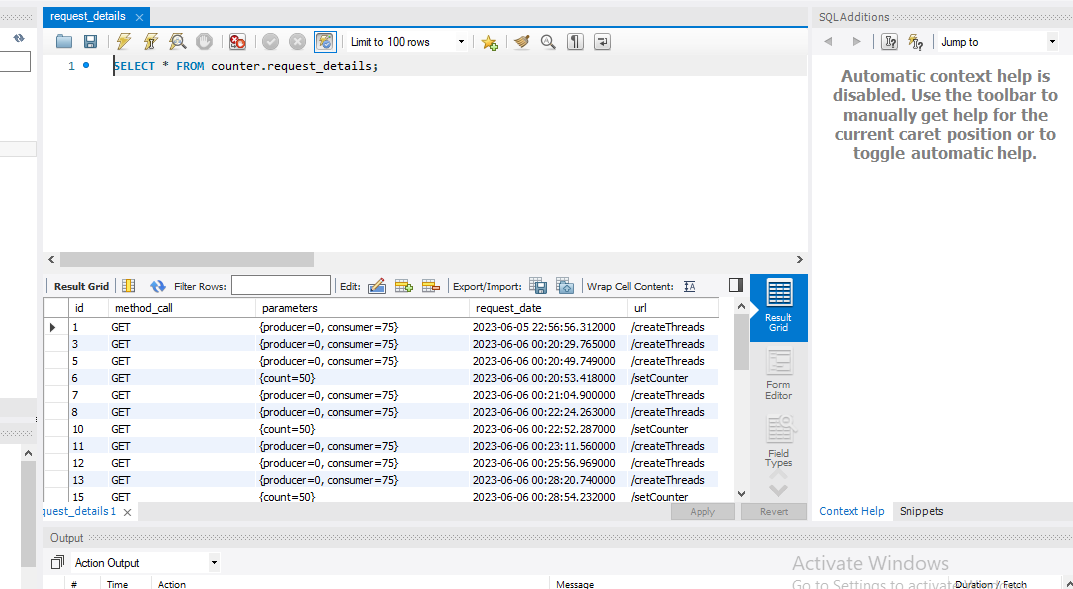 request_details
Limit to 100 rows
1 SELECT * FROM counter.request_details;
SQLAdditions
Jump to
Automatic context help is
disabled. Use the toolbar to
manually get help for the
current caret position or to
toggle automatic help.
Result Grid Filter Rows: Edit: Export/Import: Wrap Cell Content:
id method_call parameters request_date url
1 GET {producer=0, consumer=75} 2023-06-05 22:56:56.312000 /createThreads
3 GET {producer=0, consumer=75} 2023-06-06 00:20:29.765000 /createThreads
5 GET {producer=0, consumer=75} 2023-06-06 00:20:49.749000 /createThreads
6 GET {count=50} 2023-06-06 00:20:53.418000 /setCounter
7 GET {producer=0, consumer=75} 2023-06-06 00:21:04.900000 /createThreads
8 GET {producer=0, consumer=75} 2023-06-06 00:22:24.263000 /createThreads
10 GET {count=50} 2023-06-06 00:22:52.287000 /setCounter
11 GET {producer=0, consumer=75} 2023-06-06 00:23:11.560000 /createThreads
12 GET {producer=0, consumer=75} 2023-06-06 00:25:56.969000 /createThreads
13 GET {producer=0, consumer=75} 2023-06-06 00:28:20.740000 /createThreads
15 GET {count=50} 2023-06-06 00:28:54.232000 /setCounter
Result
Grid
Form
Editor
Field
Types
quest_details 1
Apply Revert
Context Help Snippets
Output
Action Output
Activate Windows
Go to Settings to activate Windows.
# Time Action Message Duration / Fetch